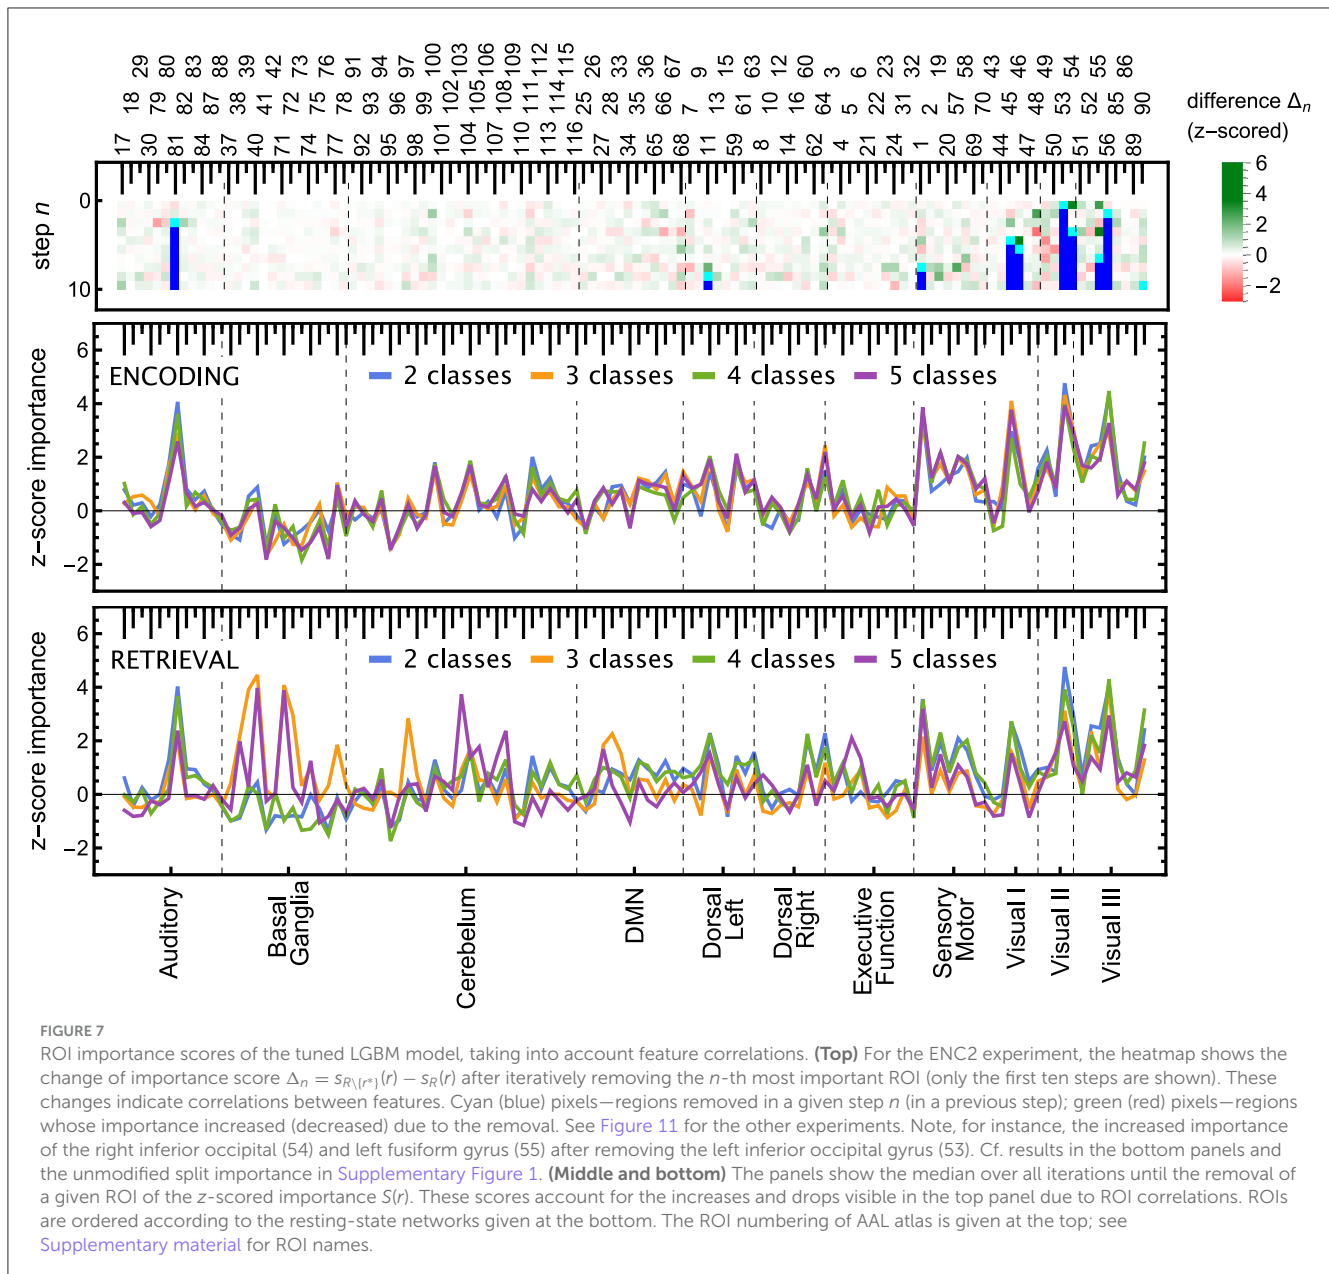 29 80 83 88 39 42 73 76 91 94 97 100 103 106 109 112 115 26 33 36 67 9 15 63 12 60 3 6 23 32 19 58 43 46 49 54 55 86
18 79 82 87 38 41 72 75 78 93 96 99 102 105 108 111 114 25 28 35 66 7 13 61 10 16 64 5 22 31 2 57 70 45 48 53 51 85 90
17 30 81 84 37 40 71 74 77 92 95 98 101 104 107 110 113 116 27 34 65 68 11 59 8 14 62 4 21 24 1 20 69 44 47 50 52 56 89
difference Δn
(z−scored)
step n
0
10
6
4
2
0
−2
z−score importance
6
4
2
0
−2
ENCODING
2 classes
3 classes
4 classes
5 classes
z−score importance
6
4
2
0
−2
RETRIEVAL
2 classes
3 classes
4 classes
5 classes
Auditory
Basal
Ganglia
Cerebelum
DMN
Dorsal
Left
Dorsal
Right
Executive
Function
Sensory
Motor
Visual I
Visual II
Visual III
FIGURE 7
ROI importance scores of the tuned LGBM model, taking into account feature correlations. (Top) For the ENC2 experiment, the heatmap shows the
change of importance score Δn = sR\{r*}(r) − sR(r) after iteratively removing the n-th most important ROI (only the first ten steps are shown). These
changes indicate correlations between features. Cyan (blue) pixels—regions removed in a given step n (in a previous step); green (red) pixels—regions
whose importance increased (decreased) due to the removal. See Figure 11 for the other experiments. Note, for instance, the increased importance
of the right inferior occipital (54) and left fusiform gyrus (55) after removing the left inferior occipital gyrus (53). Cf. results in the bottom panels and
the unmodified split importance in Supplementary Figure 1. (Middle and bottom) The panels show the median over all iterations until the removal of
a given ROI of the z-scored importance S(r). These scores account for the increases and drops visible in the top panel due to ROI correlations. ROIs
are ordered according to the resting-state networks given at the bottom. The ROI numbering of AAL atlas is given at the top; see
Supplementary material for ROI names.